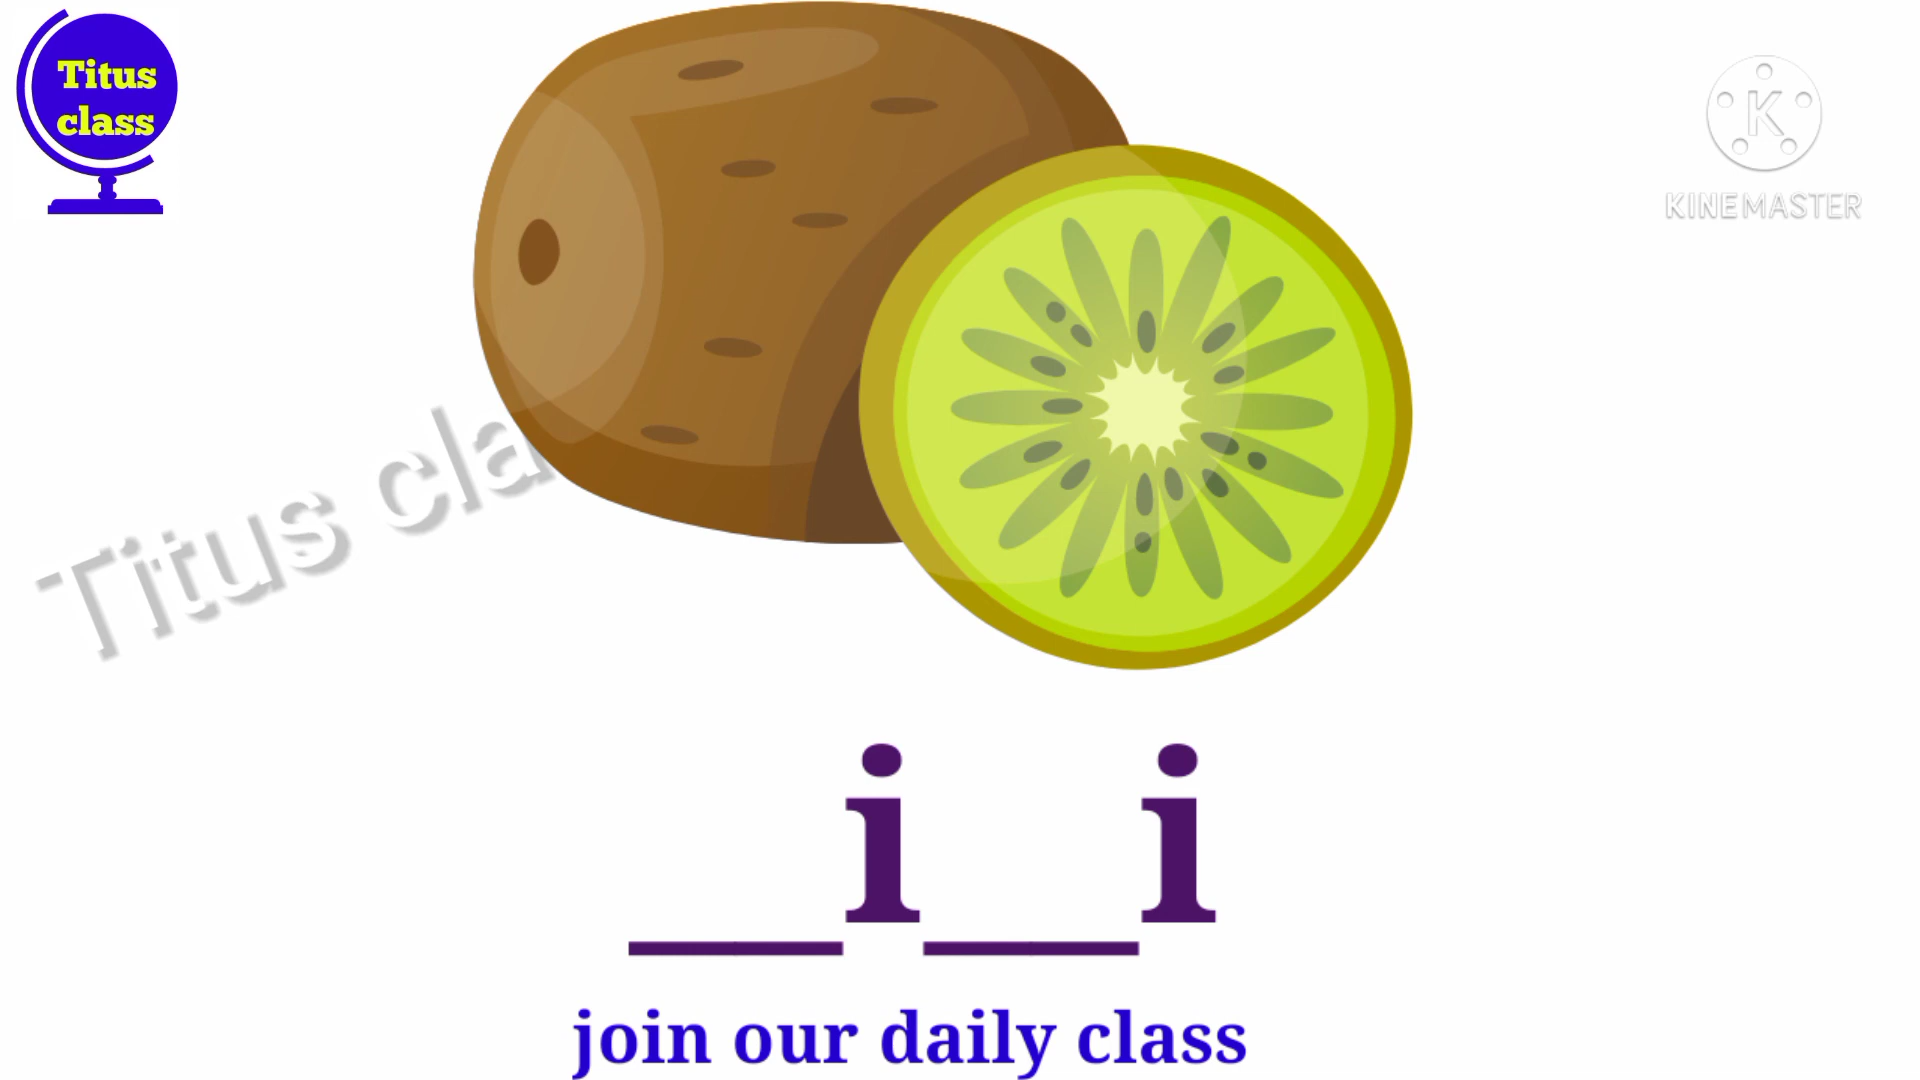 Titus
class
KINEMASTER
Titus cla
__i__i
join our daily class